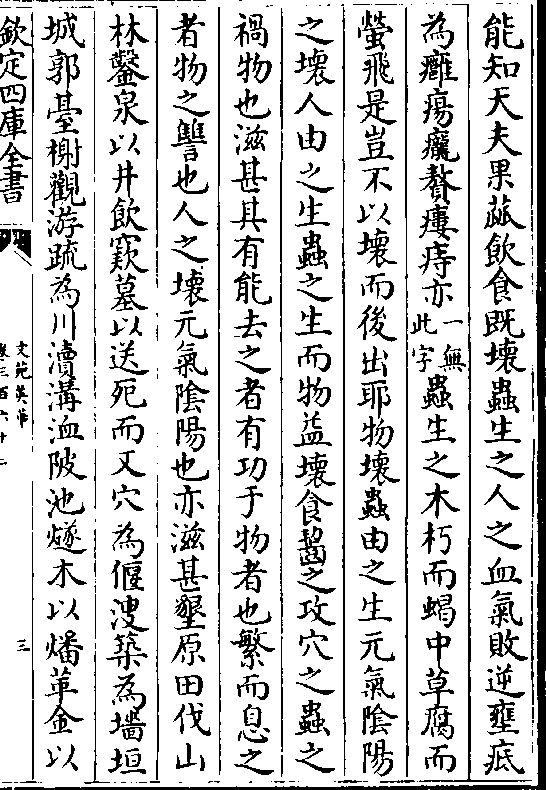 能知天夫果蓏飲食既壞蟲生之人之血氣敗逆壅底
為癰瘍疣贅瘻痔亦一無此字蟲生之木朽而蝎中草腐而
螢飛是豈不以壞而後出耶物壞蟲由之生元氣陰陽
之壞人由之生蟲之生而物益壞食齧之攻穴之蟲之
禍物也滋甚其有能去之者有功于物者也繁而息之
者物之讐也人之壞元氣陰陽也亦滋甚墾原田伐山
林鑿泉以井飲窾墓以送死而又穴為偃溲築為墻垣
城郭臺榭觀游疏為川瀆溝洫陂池燧木以燔革金以
欽定四庫全書
文苑英華
卷三百六十二
三